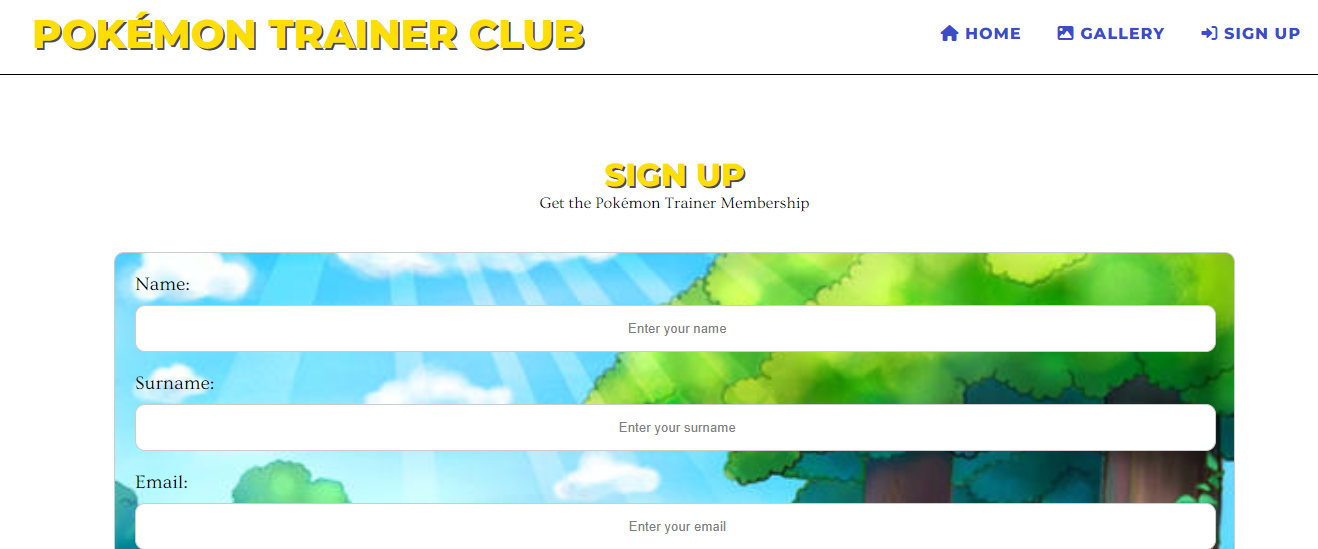 POKÉMON TRAINER CLUB
HOME
GALLERY
SIGN UP
SIGN UP
Get the Pokémon Trainer Membership
Name:
Enter your name
Surname:
Enter your surname
Email:
Enter your email